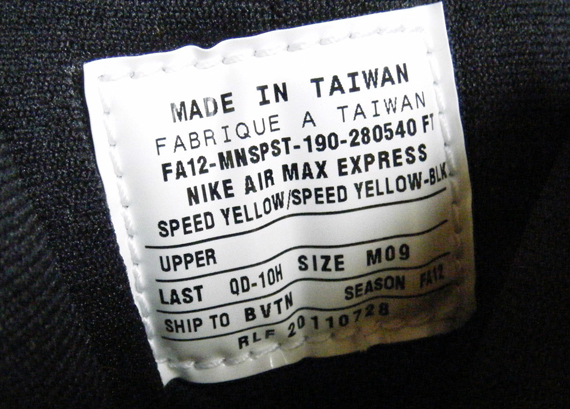 MADE IN TAIWAN
FABRIQUE A TAIWAN
FA12-MNSPST-190-280540 FT
NIKE AIR MAX EXPRESS
SPEED YELLOW/SPEED YELLOW-BLK
UPPER
LAST QD-10H SIZE M09
SHIP TO BVTN SEASON FA12
RLF 20110728